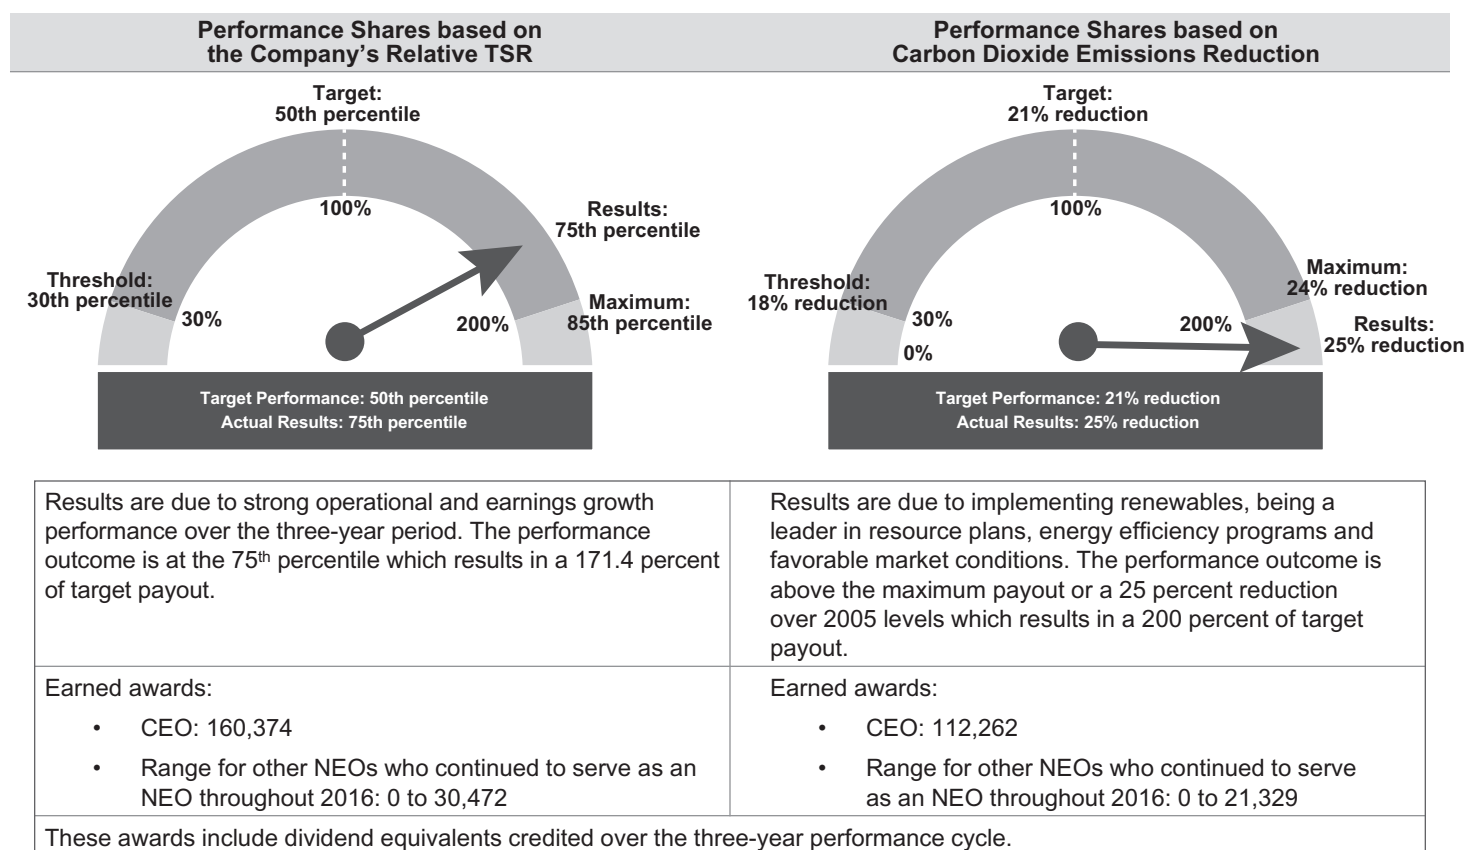 Performance Shares based on
the Company’s Relative TSR
Target:
50th percentile
100%
Results:
75th percentile
Threshold:
30th percentile
30%
200%
Maximum:
85th percentile
Target Performance: 50th percentile
Actual Results: 75th percentile
Performance Shares based on
Carbon Dioxide Emissions Reduction
Target:
21% reduction
100%
Threshold:
18% reduction
30%
0%
Maximum:
24% reduction
200%
Results:
25% reduction
Target Performance: 21% reduction
Actual Results: 25% reduction
Results are due to strong operational and earnings growth
performance over the three-year period. The performance
outcome is at the 75th percentile which results in a 171.4 percent
of target payout.
Results are due to implementing renewables, being a
leader in resource plans, energy efficiency programs and
favorable market conditions. The performance outcome is
above the maximum payout or a 25 percent reduction
over 2005 levels which results in a 200 percent of target
payout.
Earned awards:
• CEO: 160,374
• Range for other NEOs who continued to serve as an
NEO throughout 2016: 0 to 30,472
Earned awards:
• CEO: 112,262
• Range for other NEOs who continued to serve
as an NEO throughout 2016: 0 to 21,329
These awards include dividend equivalents credited over the three-year performance cycle.